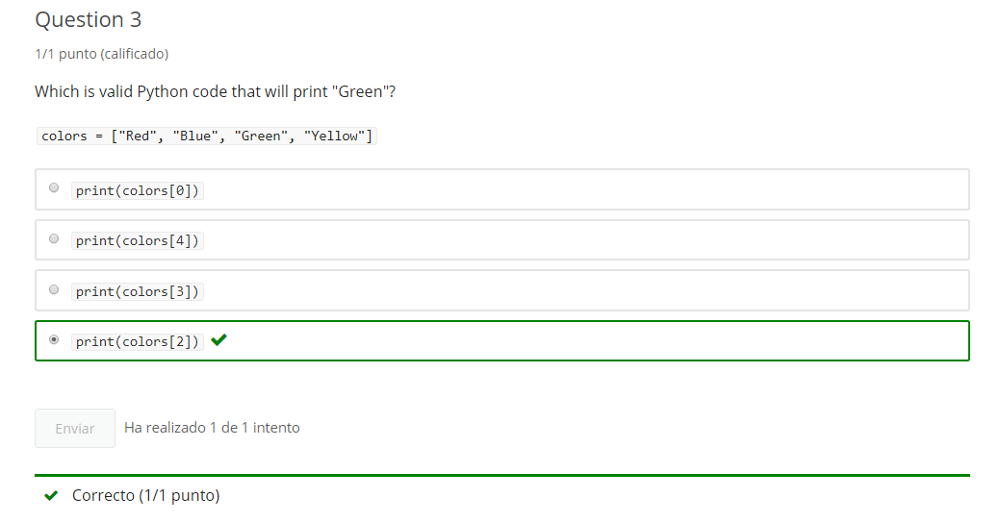 Question 3
1/1 punto (calificado)
Which is valid Python code that will print "Green"?
colors = ["Red", "Blue", "Green", "Yellow"]
print(colors[0])
print(colors[4])
print(colors[3])
print(colors[2])
Enviar
Ha realizado 1 de 1 intento
Correcto (1/1 punto)